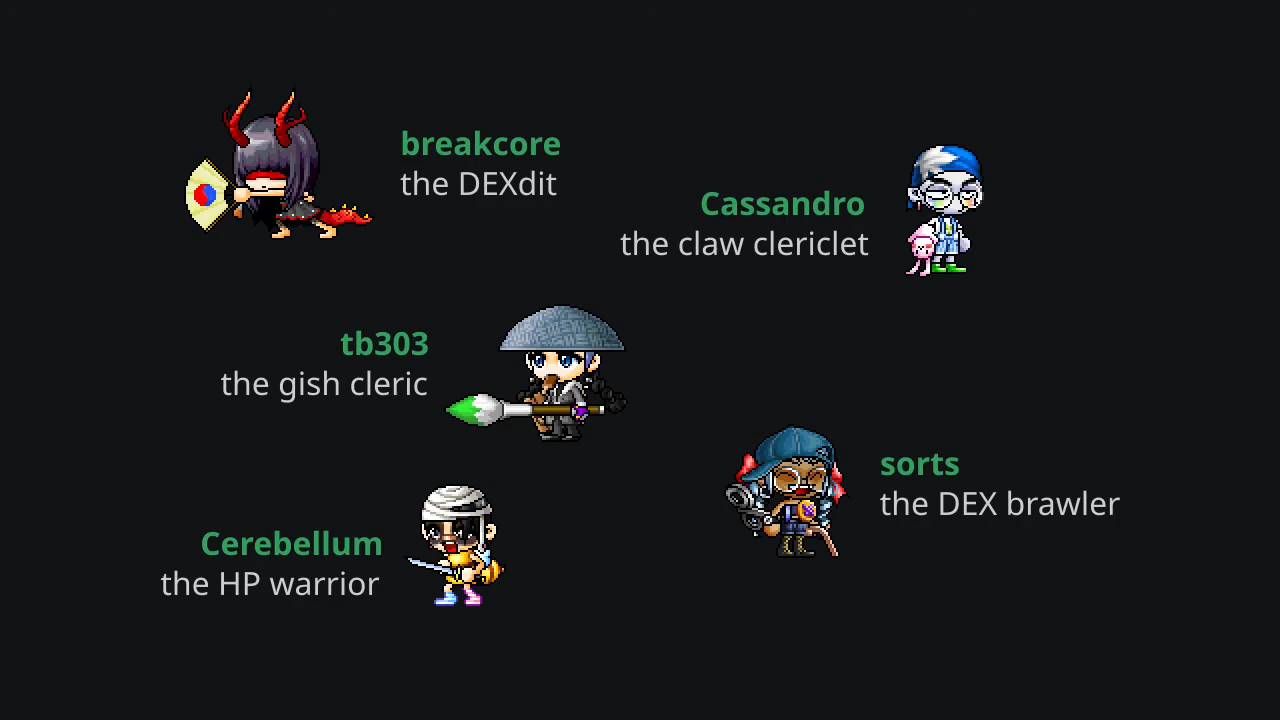 breakcore
the DEXdit
Cassandro
the claw clericlet
tb303
the gish cleric
sorts
the DEX brawler
Cerebellum
the HP warrior